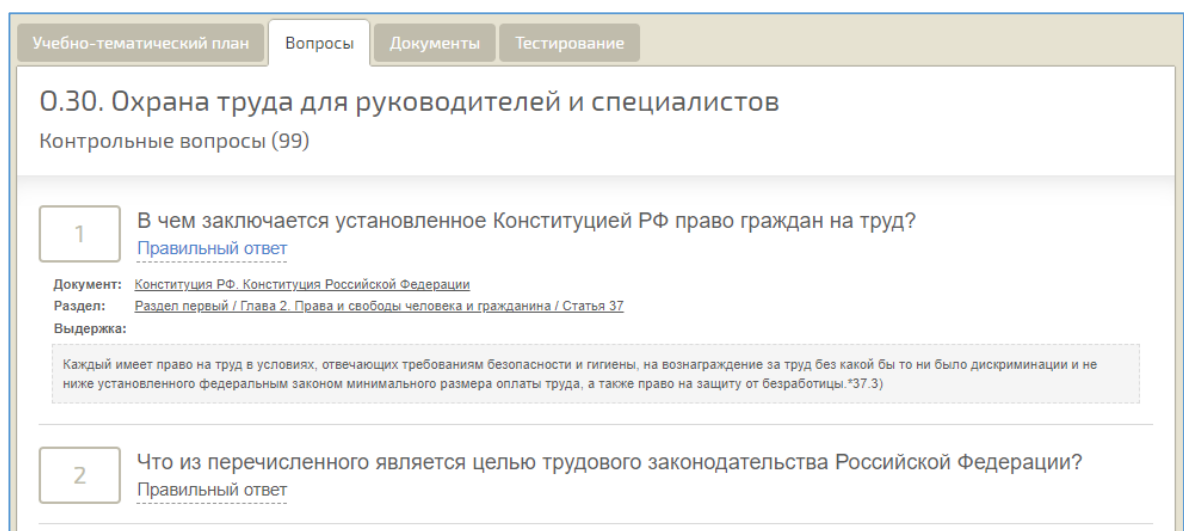 Учебно-тематический план Вопросы Документы Тестирование
О.30. Охрана труда для руководителей и специалистов
Контрольные вопросы (99)
1 В чем заключается установленное Конституцией РФ право граждан на труд?
Правильный ответ
Документ: Конституция РФ. Конституция Российской Федерации
Раздел: Раздел первый / Глава 2. Права и свободы человека и гражданина / Статья 37
Выдержка:
Каждый имеет право на труд в условиях, отвечающих требованиям безопасности и гигиены, на вознаграждение за труд без какой бы то ни было дискриминации и не
ниже установленного федеральным законом минимального размера оплаты труда, а также право на защиту от безработицы.*37.3)
2 Что из перечисленного является целью трудового законодательства Российской Федерации?
Правильный ответ